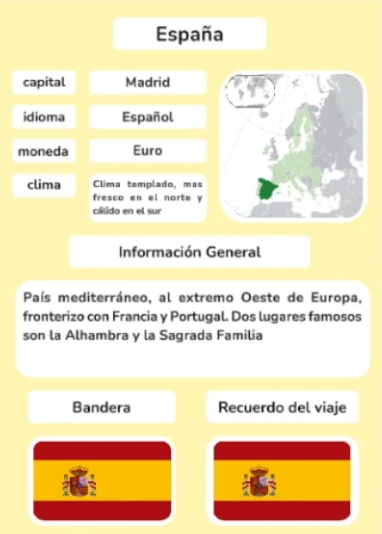 España
capital
Madrid
idioma
Español
moneda
Euro
clima
Clima templado, mas
fresco en el norte y
cálido en el sur
Información General
País mediterráneo, al extremo Oeste de Europa,
fronterizo con Francia y Portugal. Dos lugares famosos
son la Alhambra y la Sagrada Familia
Bandera
Recuerdo del viaje